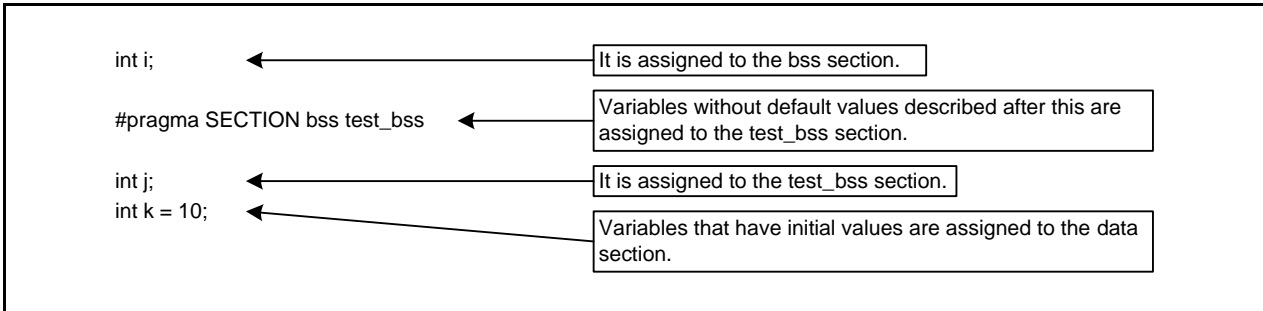 int i;
It is assigned to the bss section.
#pragma SECTION bss test_bss
Variables without default values described after this are
assigned to the test_bss section.
int j;
It is assigned to the test_bss section.
int k = 10;
Variables that have initial values are assigned to the data
section.